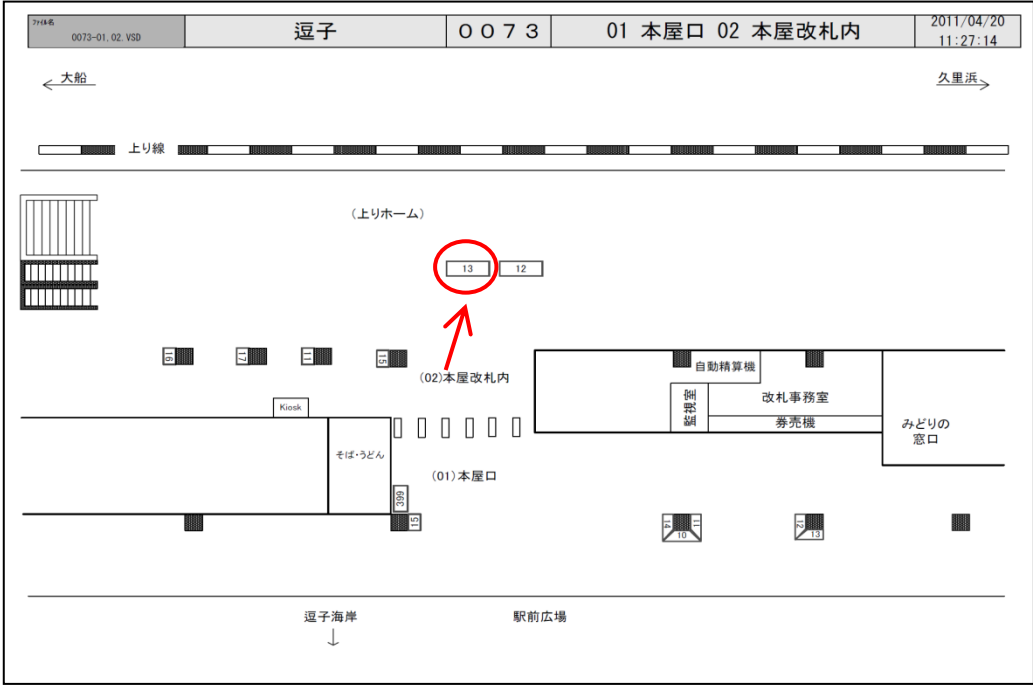 ファイル名
0073-01.02.VSD
逗子
0073
01 本屋口 02 本屋改札内
2011/04/20
11:27:14
大船
久里浜
上り線
(上りホーム)
13
12
16
17
11
15
(02)本屋改札内
自動精算機
監視室
改札事務室
券売機
みどりの
窓口
Kiosk
そば・うどん
(01)本屋口
399
15
14
11
10
12
13
逗子海岸
駅前広場